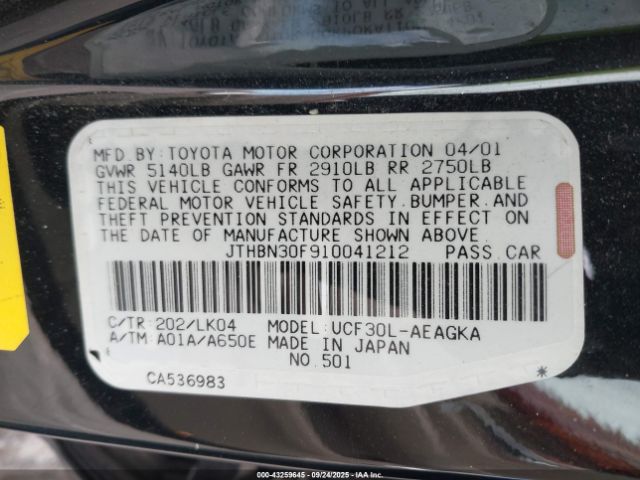 MFD.BY:TOYOTA MOTOR CORPORATION 04/01
GVWR 5140LB GAWR FR 2910LB RR 2750LB
THIS VEHICLE CONFORMS TO ALL APPLICABLE
FEDERAL MOTOR VEHICLE SAFETY,BUMPER,AND
THEFT PREVENTION STANDARDS IN EFFECT ON
THE DATE OF MANUFACTURE SHOWN ABOVE.
JTHBN30F910041212 PASS.CAR
C/TR:202/LK04 MODEL:UCF30L-AEAGKA
A/TM:A01A/A650E MADE IN JAPAN *
NO.501
CA536983
000-43259645 - 09/24/2025 - IAAI.COM